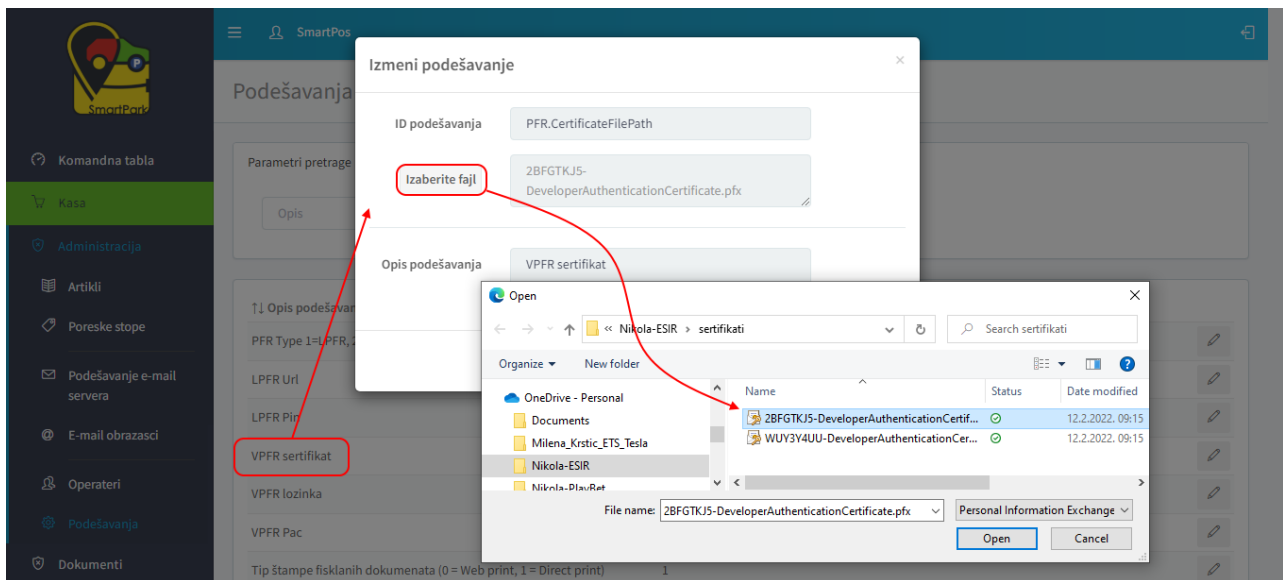 SmartPark
SmartPos
Komandna tabla
Kasa
Administracija
Artikli
Poreske stope
Podešavanje e-mail
servera
E-mail obrazasci
Operateri
Podešavanja
Dokumenti
Podešavanja
Parametri pretrage
Opis
Opis podešavan
PFR Type 1=LPFR, 2
LPFR Url
LPFR Pin
VPFR sertifikat
VPFR lozinka
VPFR Pac
Tip štampe fisklanih dokumenata (0 = Web print, 1 = Direct print) 1
Izmeni podešavanje
ID podešavanja PFR.CertificateFilePath
Izaberite fajl 2BFGTKJ5-
DeveloperAuthenticationCertificate.pfx
Opis podešavanja VPFR sertifikat
Open
« Nikola-ESIR > sertifikati Search sertifikati
Organize New folder
OneDrive - Personal
Documents
Milena_Krstic_ETS_Tesla
Nikola-ESIR
Nikola-PlayBet
Name Status Date modified
2BFGTKJ5-DeveloperAuthenticationCertif... 12.2.2022. 09:15
WUY3Y4UU-DeveloperAuthenticationCer... 12.2.2022. 09:15
File name: 2BFGTKJ5-DeveloperAuthenticationCertificate.pfx Personal Information Exchange
Open Cancel